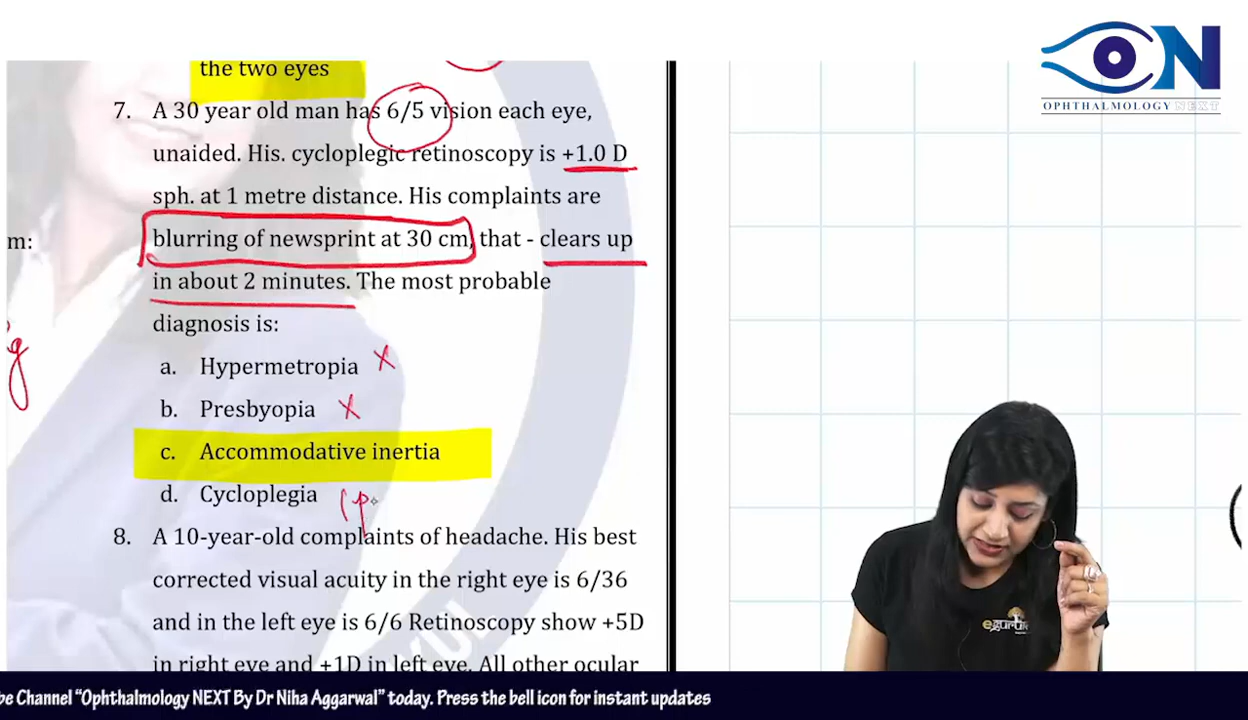 ON
OPHTHALMOLOGY NEXT
the two eyes
7. A 30 year old man has 6/5 vision each eye,
unaided. His. cycloplegic retinoscopy is +1.0 D
sph. at 1 metre distance. His complaints are
m:
blurring of newsprint at 30 cm, that - clears up
in about 2 minutes. The most probable
diagnosis is:
g
a. Hypermetropia X
b. Presbyopia X
c. Accommodative inertia
d. Cycloplegia (p
8. A 10-year-old complaints of headache. His best
corrected visual acuity in the right eye is 6/36
and in the left eye is 6/6 Retinoscopy show +5D
in right eye and +1D in left eye. All other ocular
be Channel “Ophthalmology NEXT By Dr Niha Aggarwal” today. Press the bell icon for instant updates